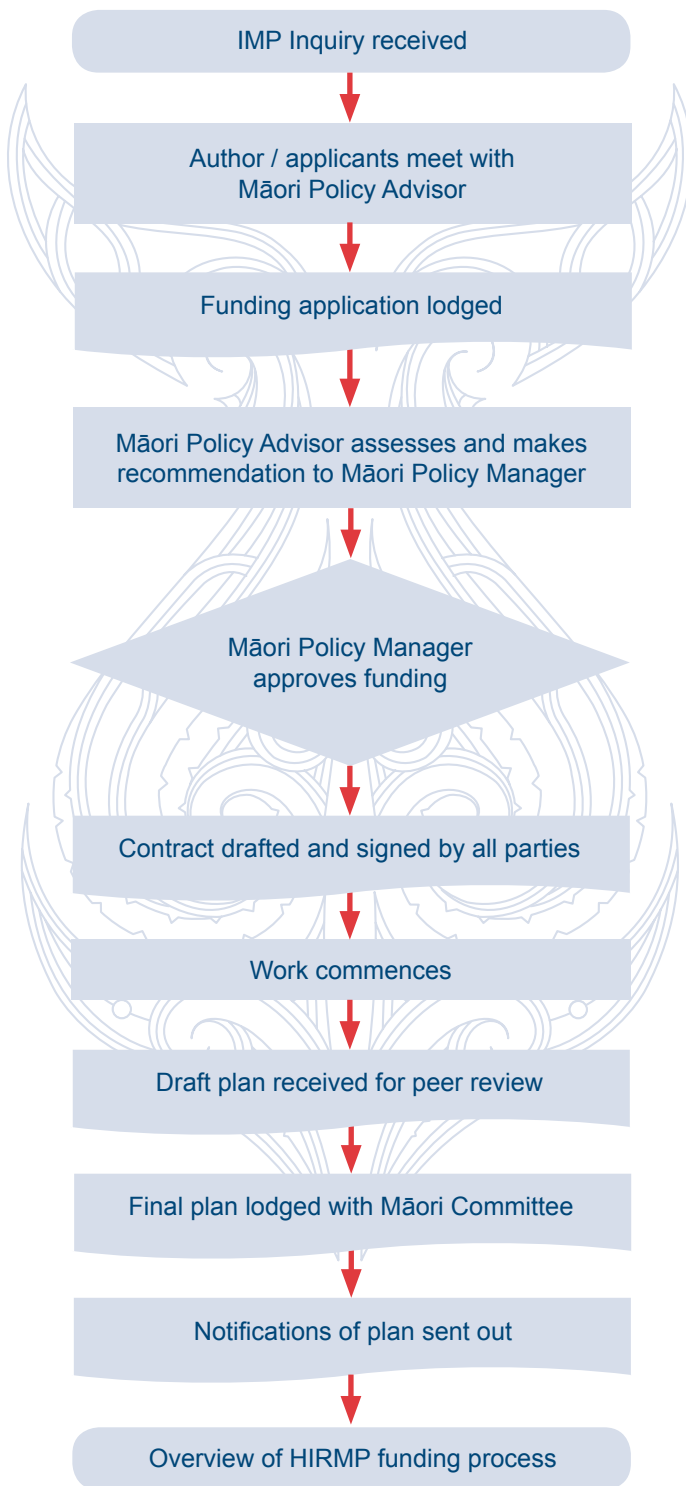 IMP Inquiry received
Author / applicants meet with
Māori Policy Advisor
Funding application lodged
Māori Policy Advisor assesses and makes
recommendation to Māori Policy Manager
Māori Policy Manager
approves funding
Contract drafted and signed by all parties
Work commences
Draft plan received for peer review
Final plan lodged with Māori Committee
Notifications of plan sent out
Overview of HIRMP funding process